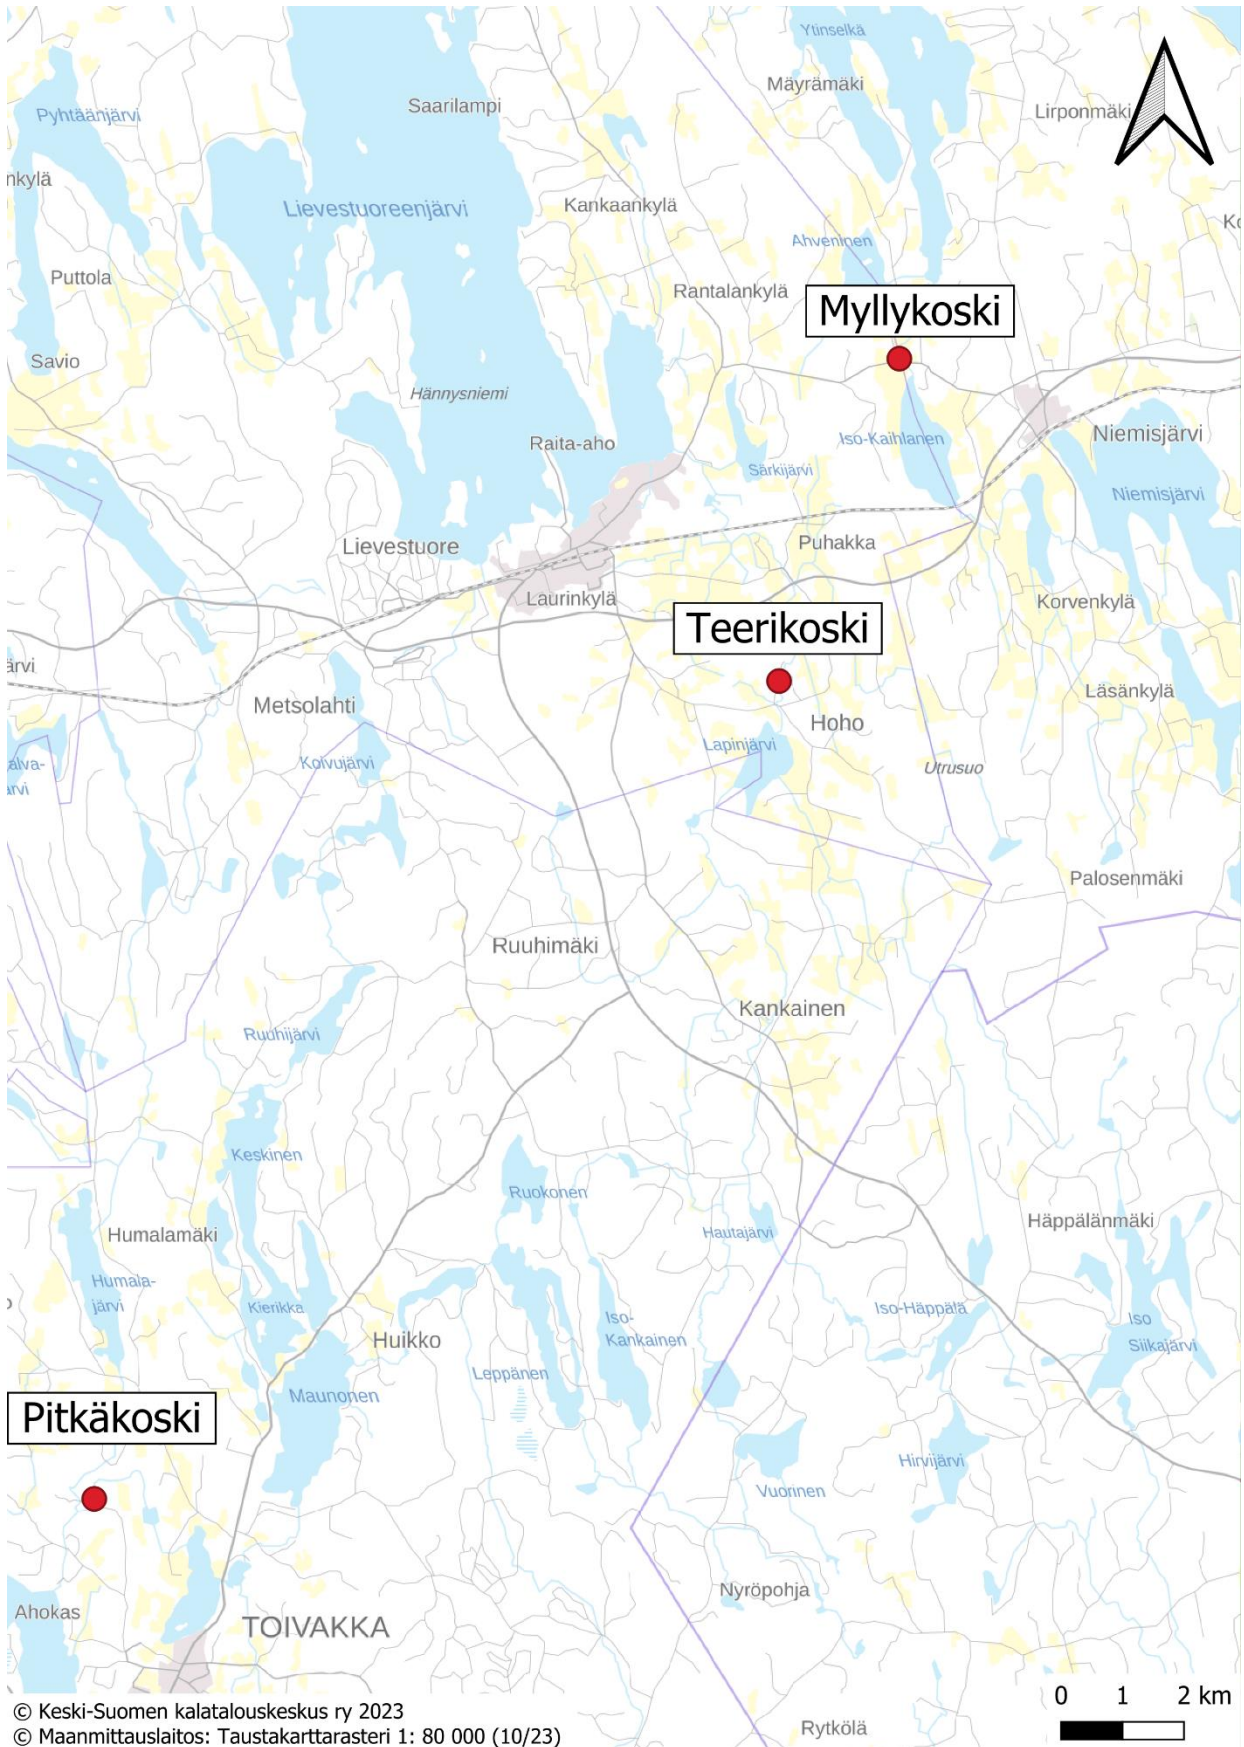 Ytinselkä
Mäyrämäki
Saarilampi
Pyhtäänjärvi
Lirponmäki
nkylä
Lievestuoreenjärvi
Kankaankylä
Ahveninen
Puttola
Rantalankylä
Myllykoski
Savio
Hännysniemi
Raita-aho
Iso-Kaihlanen
Niemisjärvi
Särkijärvi
Niemisjärvi
Lievestuore
Puhakka
Laurinkylä
Korvenkylä
Teerikoski
ärvi
Metsolahti
Läsänkylä
Hoho
Lapinjärvi
Koivujärvi
alva-
arvi
Utrusuo
Palosenmäki
Ruuhimäki
Kankainen
Ruuhijärvi
Keskinen
Ruokonen
Humalamäki
Hautajärvi
Häppälänmäki
Humala-
järvi
Kierikka
Iso-Häppälä
Iso-
Kankainen
Iso
Siikajärvi
Huikko
Leppänen
Maunonen
Pitkäkoski
Hirvijärvi
Vuorinen
Nyröpohja
Ahokas
TOIVAKKA
0 1 2 km
© Keski-Suomen kalatalouskeskus ry 2023
© Maanmittauslaitos: Taustakarttarasteri 1: 80 000 (10/23)
Rytkölä